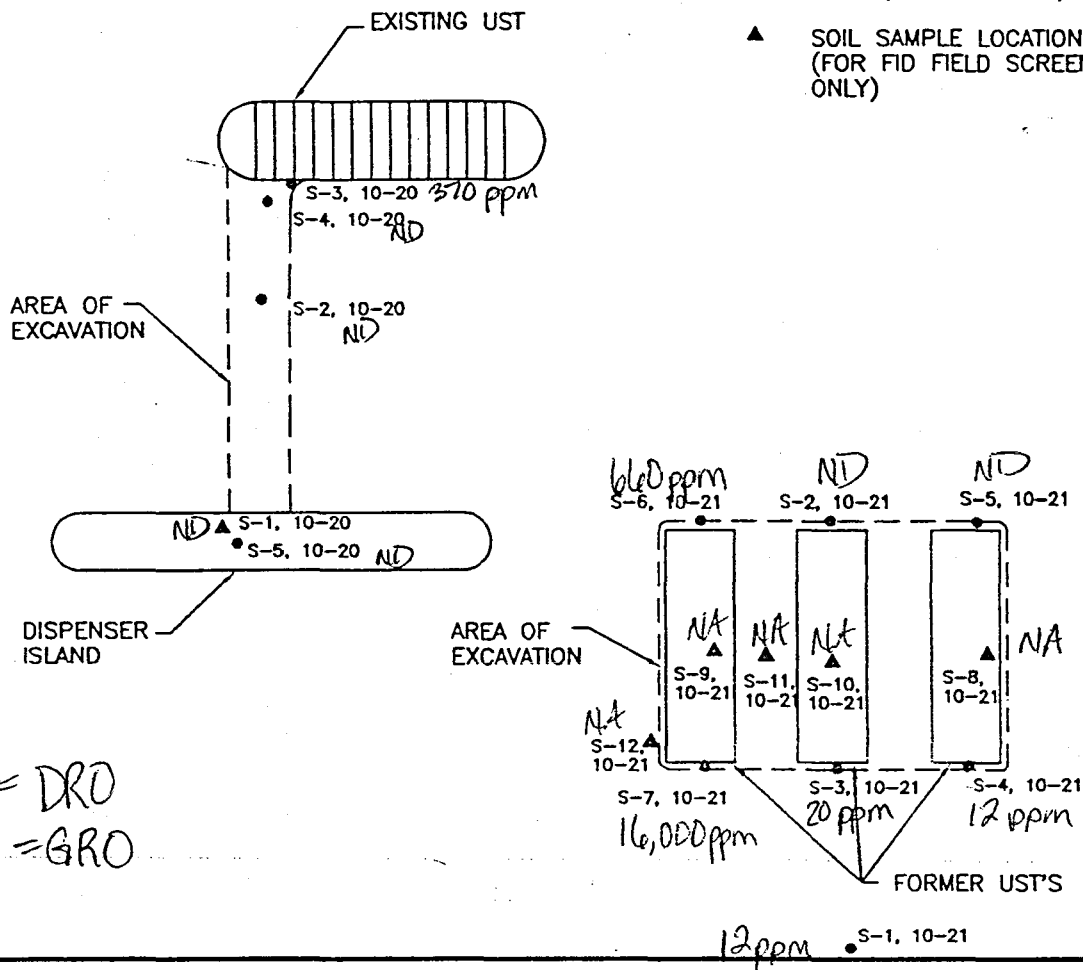 EXISTING UST
▲ SOIL SAMPLE LOCATION
(FOR FID FIELD SCREEN
ONLY)
S-3, 10-20 370 ppm
S-4, 10-20
ND
AREA OF
EXCAVATION
S-2, 10-20
ND
ND S-1, 10-20
S-5, 10-20 ND
DISPENSER
ISLAND
660 ppm
S-6, 10-21
ND
S-2, 10-21
ND
S-5, 10-21
AREA OF
EXCAVATION
NA
S-9,
10-21
NA
S-11,
10-21
NA
S-10,
10-21
NA
S-8,
10-21
NA
S-12,
10-21
S-7, 10-21
16,000 ppm
S-3, 10-21
20 ppm
S-4, 10-21
12 ppm
= DRO
= GRO
FORMER UST'S
12 ppm S-1, 10-21